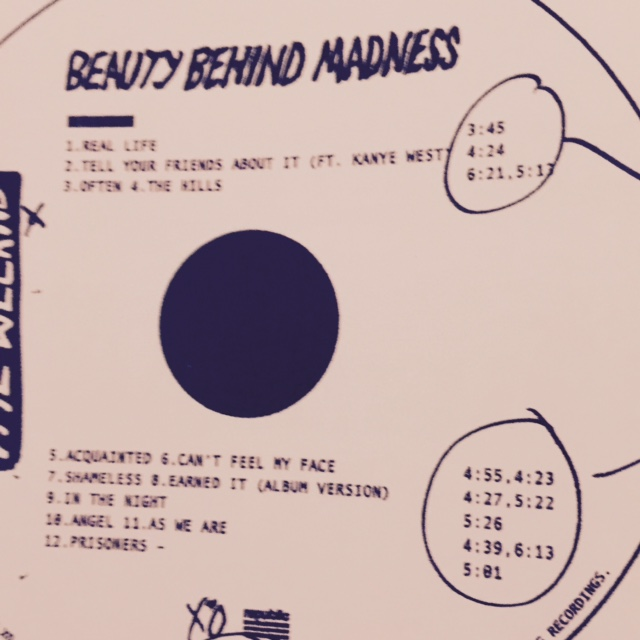 BEAUTY BEHIND MADNESS
1.REAL LIFE
3:45
2.TELL YOUR FRIENDS ABOUT IT (FT. KANYE WEST)
4:24
3.OFTEN 4.THE HILLS
6:21,5:13
THE WEEKND
5.ACQUAINTED 6.CAN'T FEEL MY FACE
4:55,4:23
7.SHAMELESS 8.EARNED IT (ALBUM VERSION)
4:27,5:22
9.IN THE NIGHT
5:26
10.ANGEL 11.AS WE ARE
4:39,6:13
12.PRISONERS -
5:01
XO
RECORDINGS.